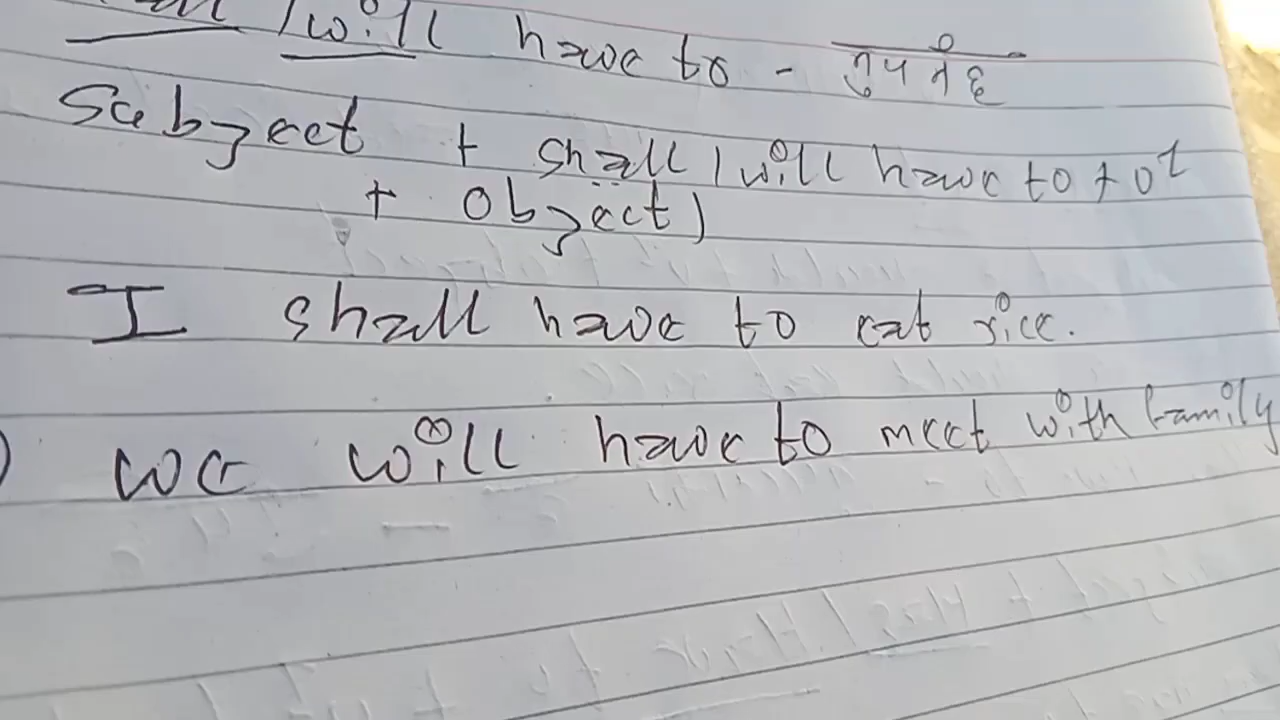 /will have to -
Subject + shall/will have to + v1
+ Object)
I shall have to eat rice.
) we will have to meet with family